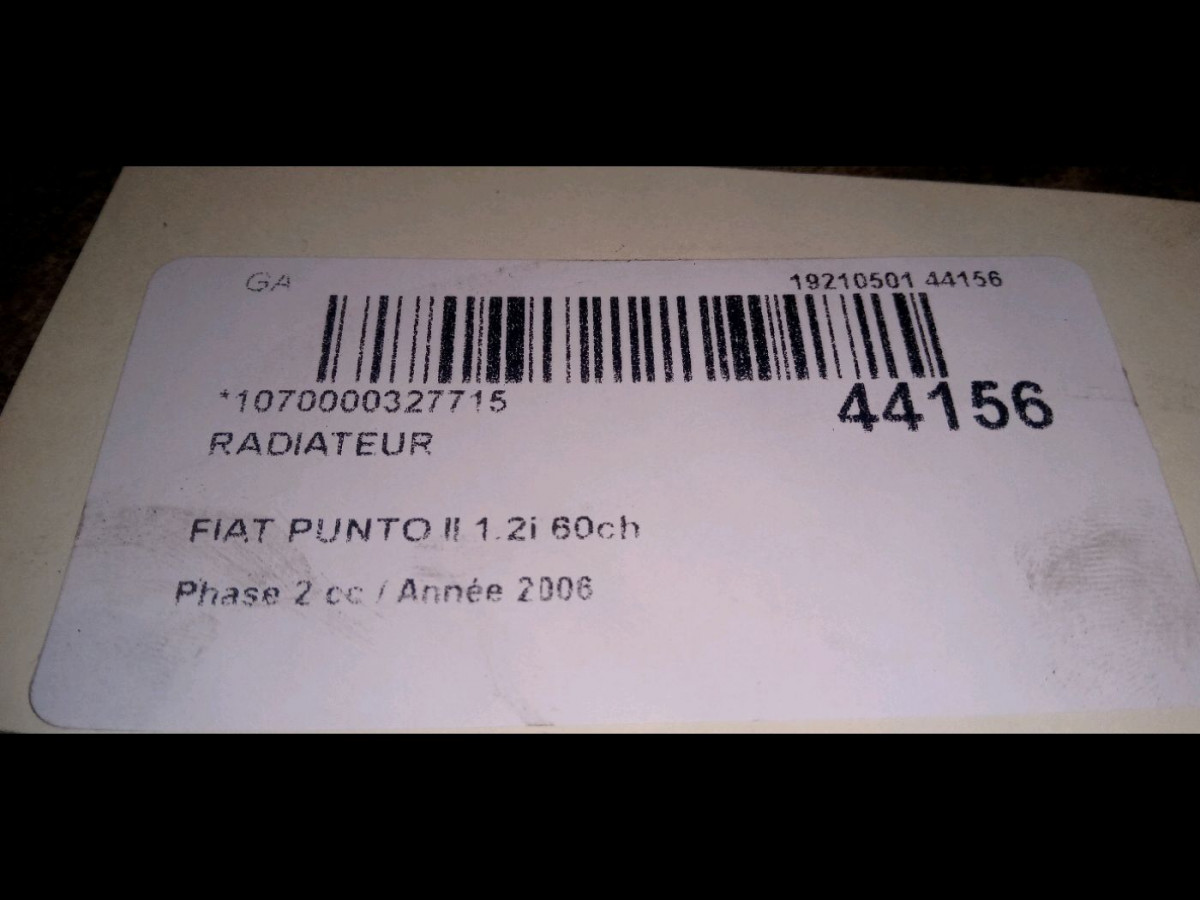 GA 19210501 44156
*1070000327715
44156
RADIATEUR
FIAT PUNTO II 1.2i 60ch
Phase 2 cc / Année 2006